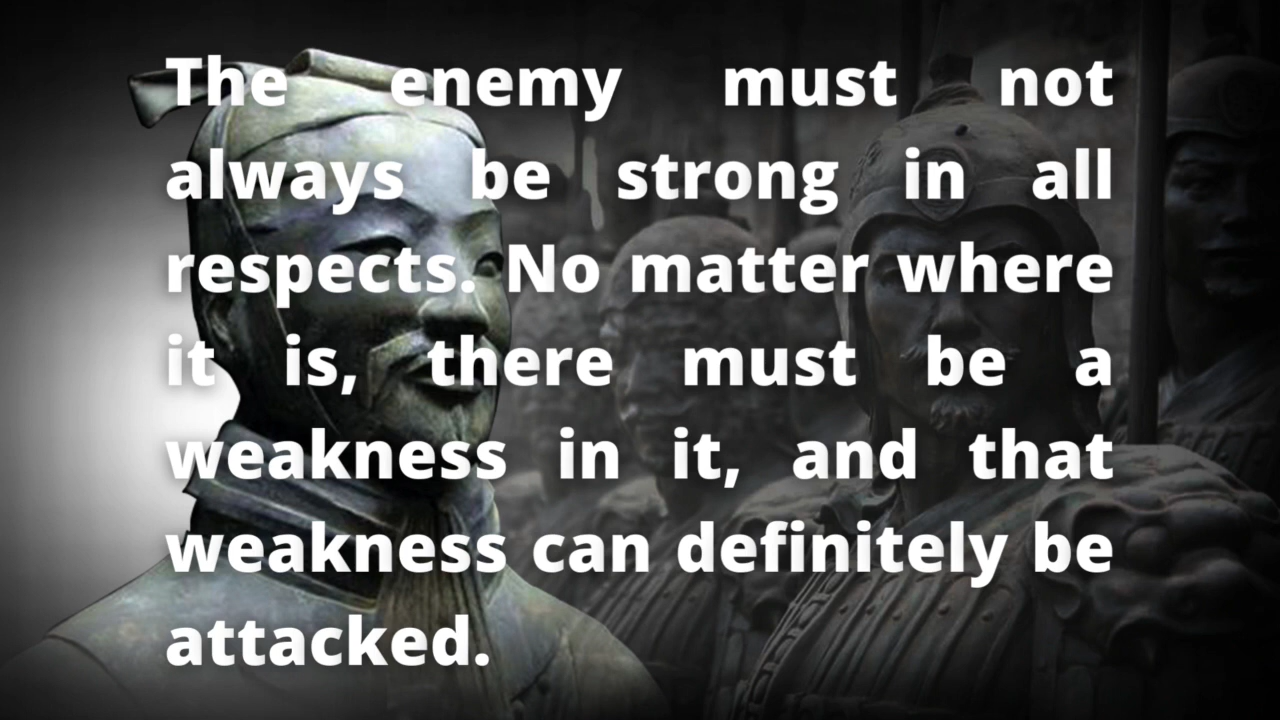 The enemy must not
always be strong in all
respects. No matter where
it is, there must be a
weakness in it, and that
weakness can definitely be
attacked.